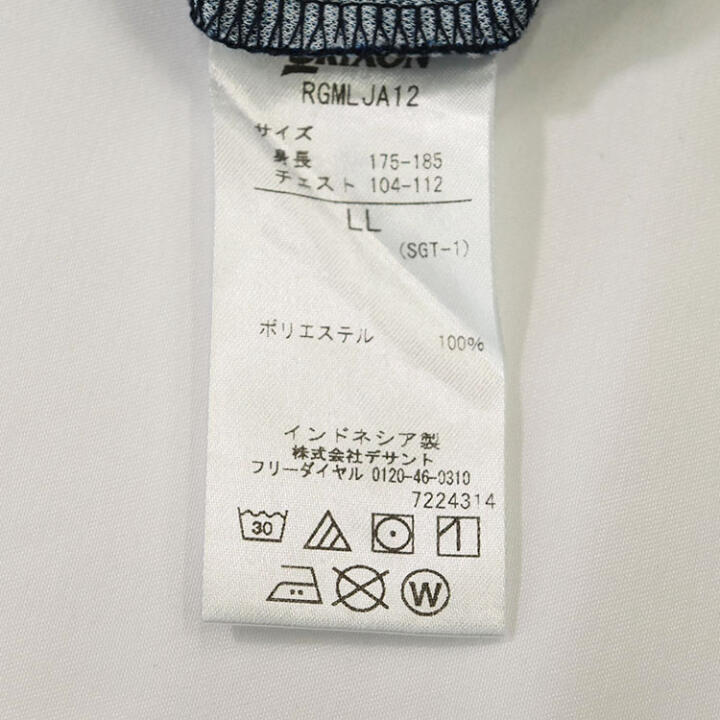 RGMLJA12
サイズ
身長 175-185
チェスト 104-112
LL
(SGT-1)
ポリエステル 100%
インドネシア製
株式会社デサント
フリーダイヤル 0120-46-0310
7224314
30
W